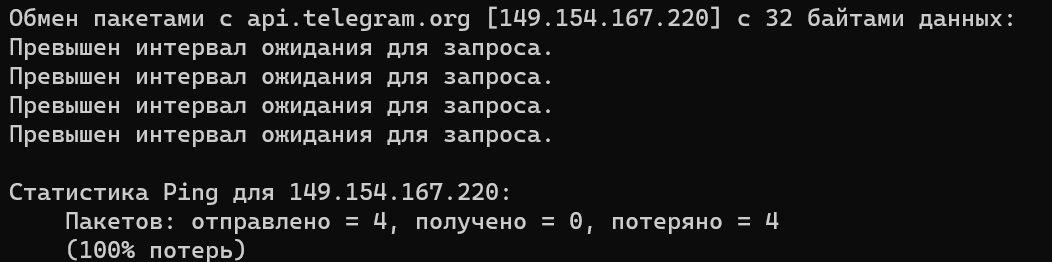 Обмен пакетами с api.telegram.org [149.154.167.220] с 32 байтами данных:
Превышен интервал ожидания для запроса.
Превышен интервал ожидания для запроса.
Превышен интервал ожидания для запроса.
Превышен интервал ожидания для запроса.
Статистика Ping для 149.154.167.220:
Пакетов: отправлено = 4, получено = 0, потеряно = 4
(100% потерь)